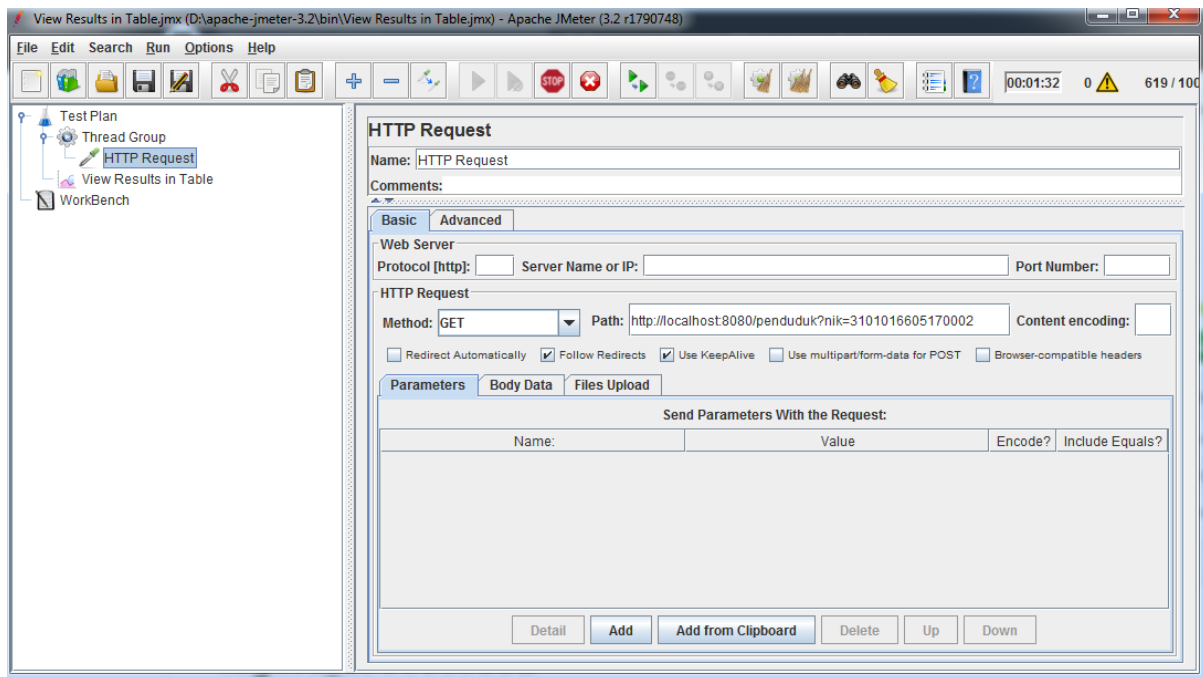 View Results in Table.jmx (D:\apache-jmeter-3.2\bin\View Results in Table.jmx) - Apache JMeter (3.2 r1790748)
File Edit Search Run Options Help
STOP 00:01:32 0 619 / 100
Test Plan
Thread Group
HTTP Request
View Results in Table
WorkBench
HTTP Request
Name: HTTP Request
Comments:
Basic Advanced
Web Server
Protocol [http]: Server Name or IP: Port Number:
HTTP Request
Method: GET Path: http://localhost:8080/penduduk?nik=3101016605170002 Content encoding:
Redirect Automatically Follow Redirects Use KeepAlive Use multipart/form-data for POST Browser-compatible headers
Parameters Body Data Files Upload
Send Parameters With the Request:
Name: Value Encode? Include Equals?
Detail Add Add from Clipboard Delete Up Down